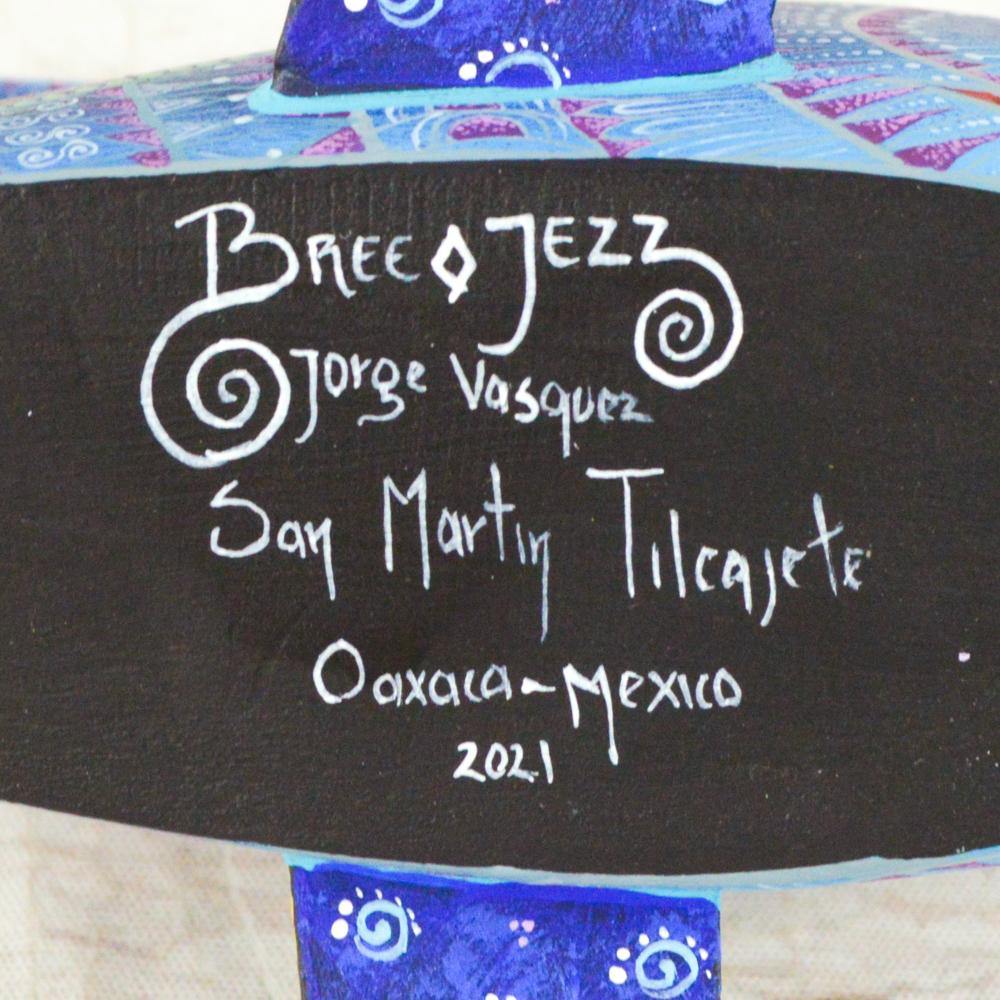 BREE ◊ JEZZ
Jorge Vasquez
San Martin Tilcajete
Oaxaca - Mexico
2021